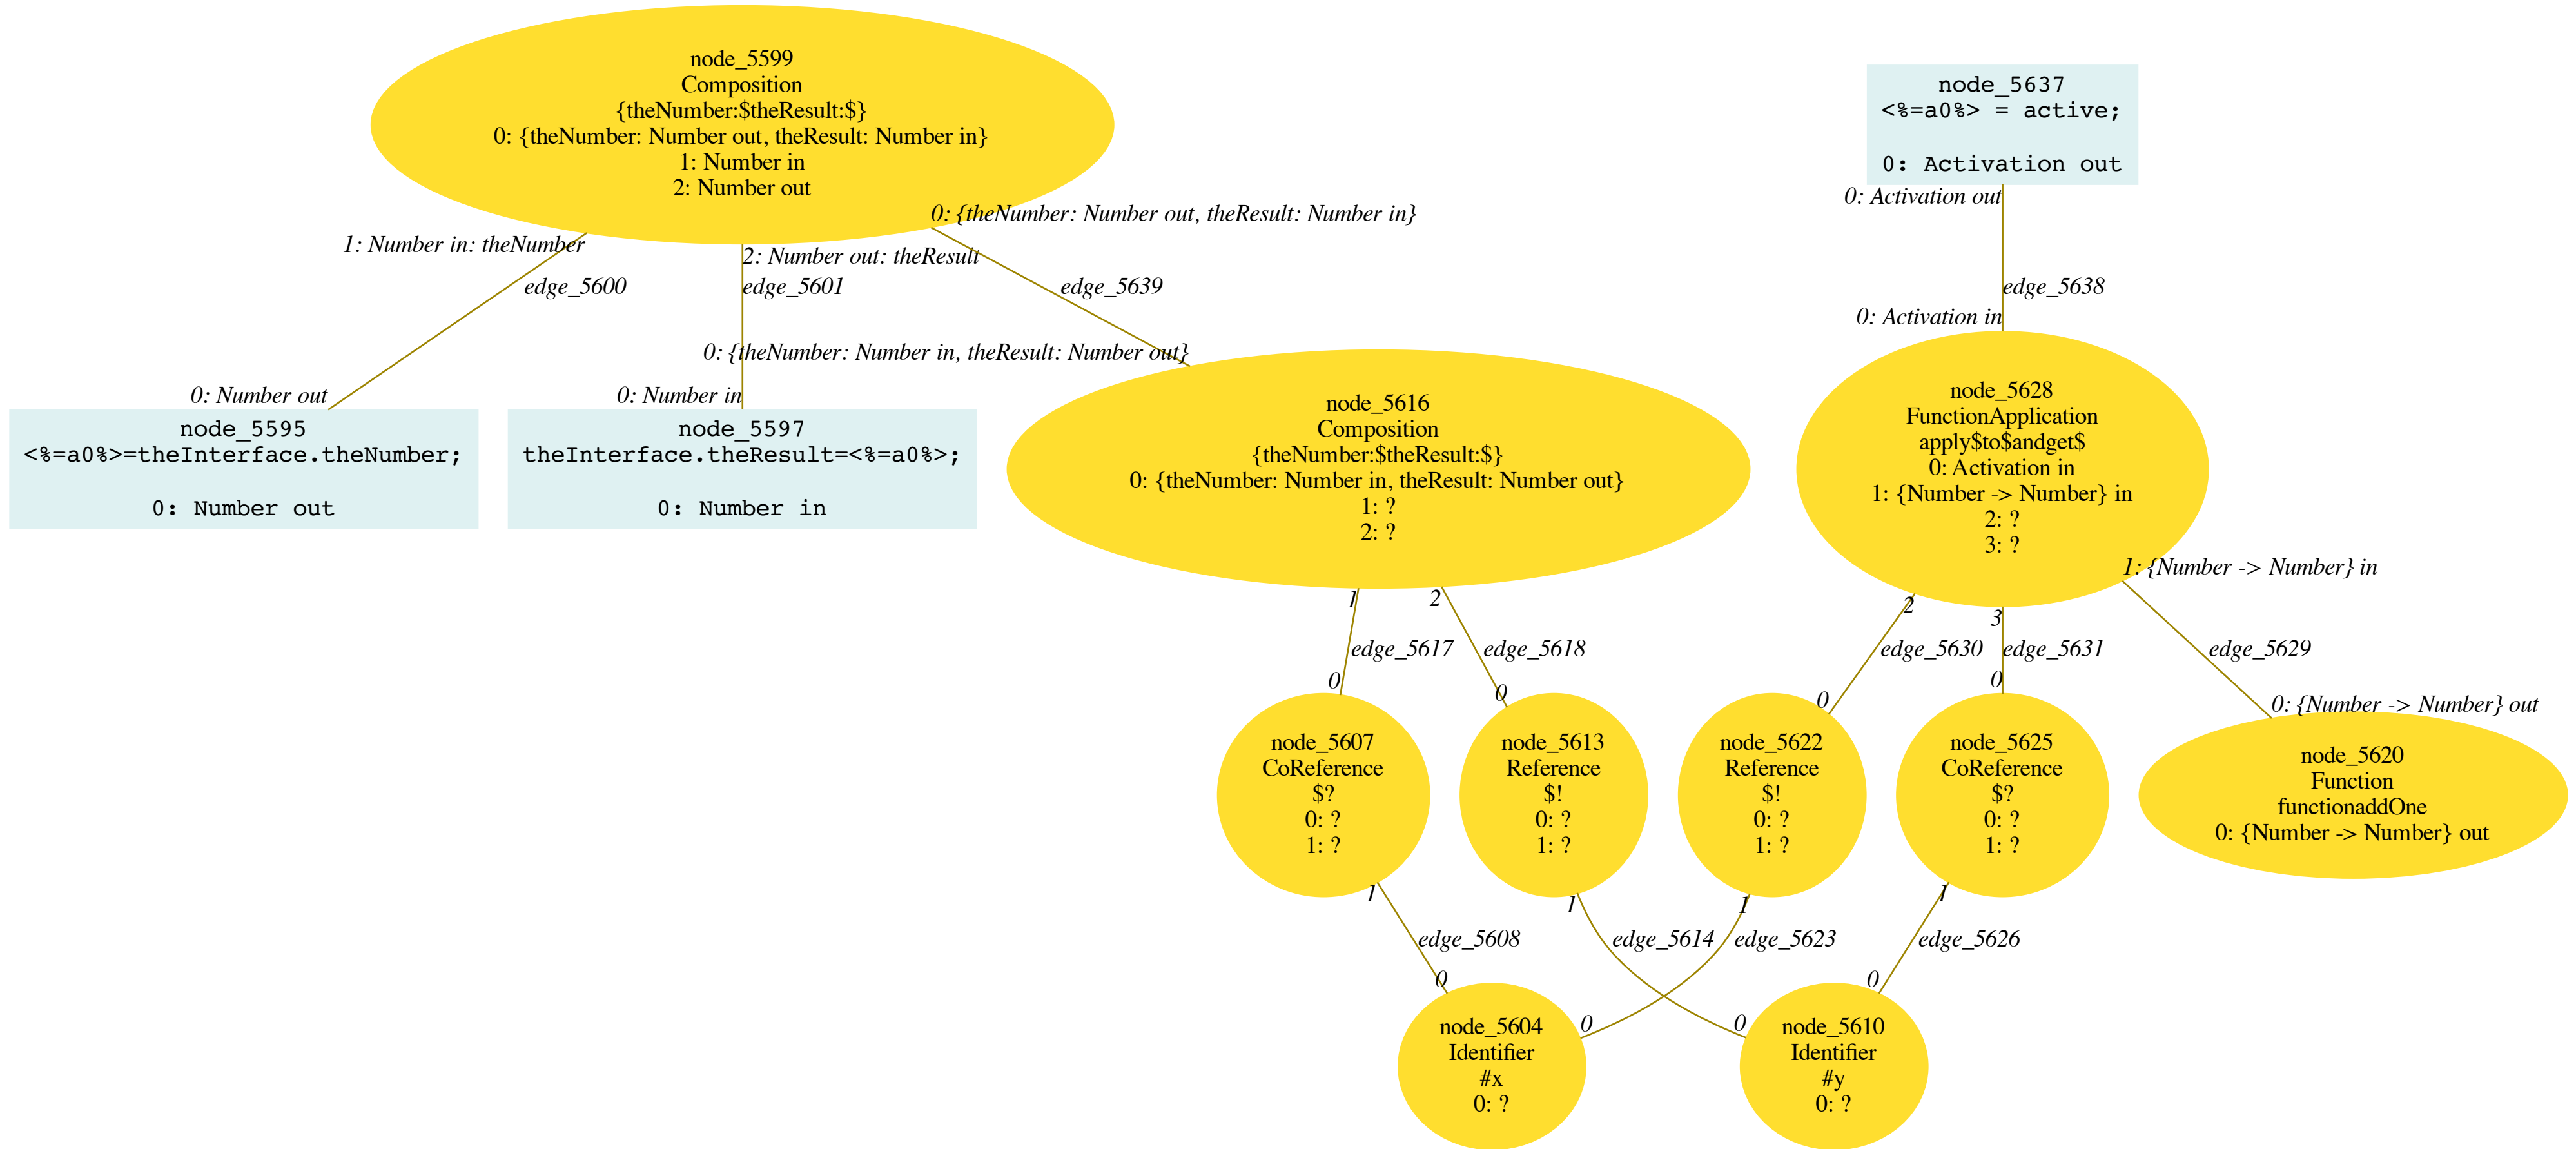 node_5599
Composition
{theNumber:$theResult:$}
0: {theNumber: Number out, theResult: Number in}
1: Number in
2: Number out
node_5637
<%=a0%> = active;
0: Activation out
0: Activation out
0: {theNumber: Number out, theResult: Number in}
1: Number in: theNumber
2: Number out: theResult
edge_5600
edge_5601
edge_5639
edge_5638
0: Activation in
0: {theNumber: Number in, theResult: Number out}
0: Number out
0: Number in
node_5595
<%=a0%>=theInterface.theNumber;
0: Number out
node_5597
theInterface.theResult=<%=a0%>;
0: Number in
node_5616
Composition
{theNumber:$theResult:$}
0: {theNumber: Number in, theResult: Number out}
1: ?
2: ?
node_5628
FunctionApplication
apply$to$andget$
0: Activation in
1: {Number -> Number} in
2: ?
3: ?
1: {Number -> Number} in
1
2
2
3
edge_5617
edge_5618
edge_5630
edge_5631
edge_5629
0
0
0
0
0: {Number -> Number} out
node_5607
CoReference
$?
0: ?
1: ?
node_5613
Reference
$!
0: ?
1: ?
node_5622
Reference
$!
0: ?
1: ?
node_5625
CoReference
$?
0: ?
1: ?
node_5620
Function
functionaddOne
0: {Number -> Number} out
1
1
1
1
edge_5608
edge_5614
edge_5623
edge_5626
0
0
0
0
node_5604
Identifier
#x
0: ?
node_5610
Identifier
#y
0: ?